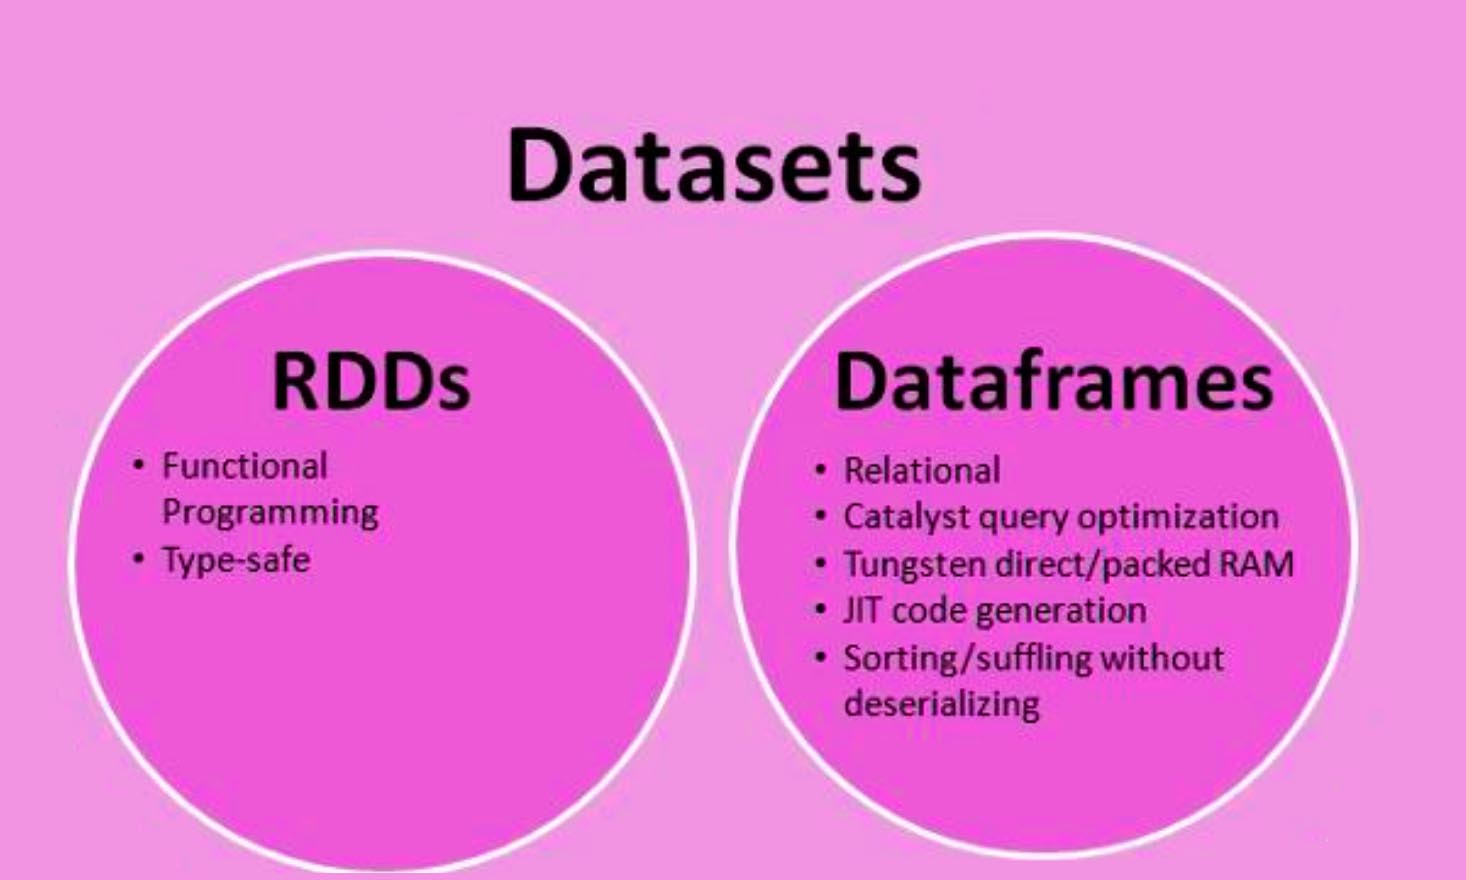 Datasets
RDDs
• Functional
Programming
• Type-safe
Dataframes
• Relational
• Catalyst query optimization
• Tungsten direct/packed RAM
• JIT code generation
• Sorting/suffling without
deserializing